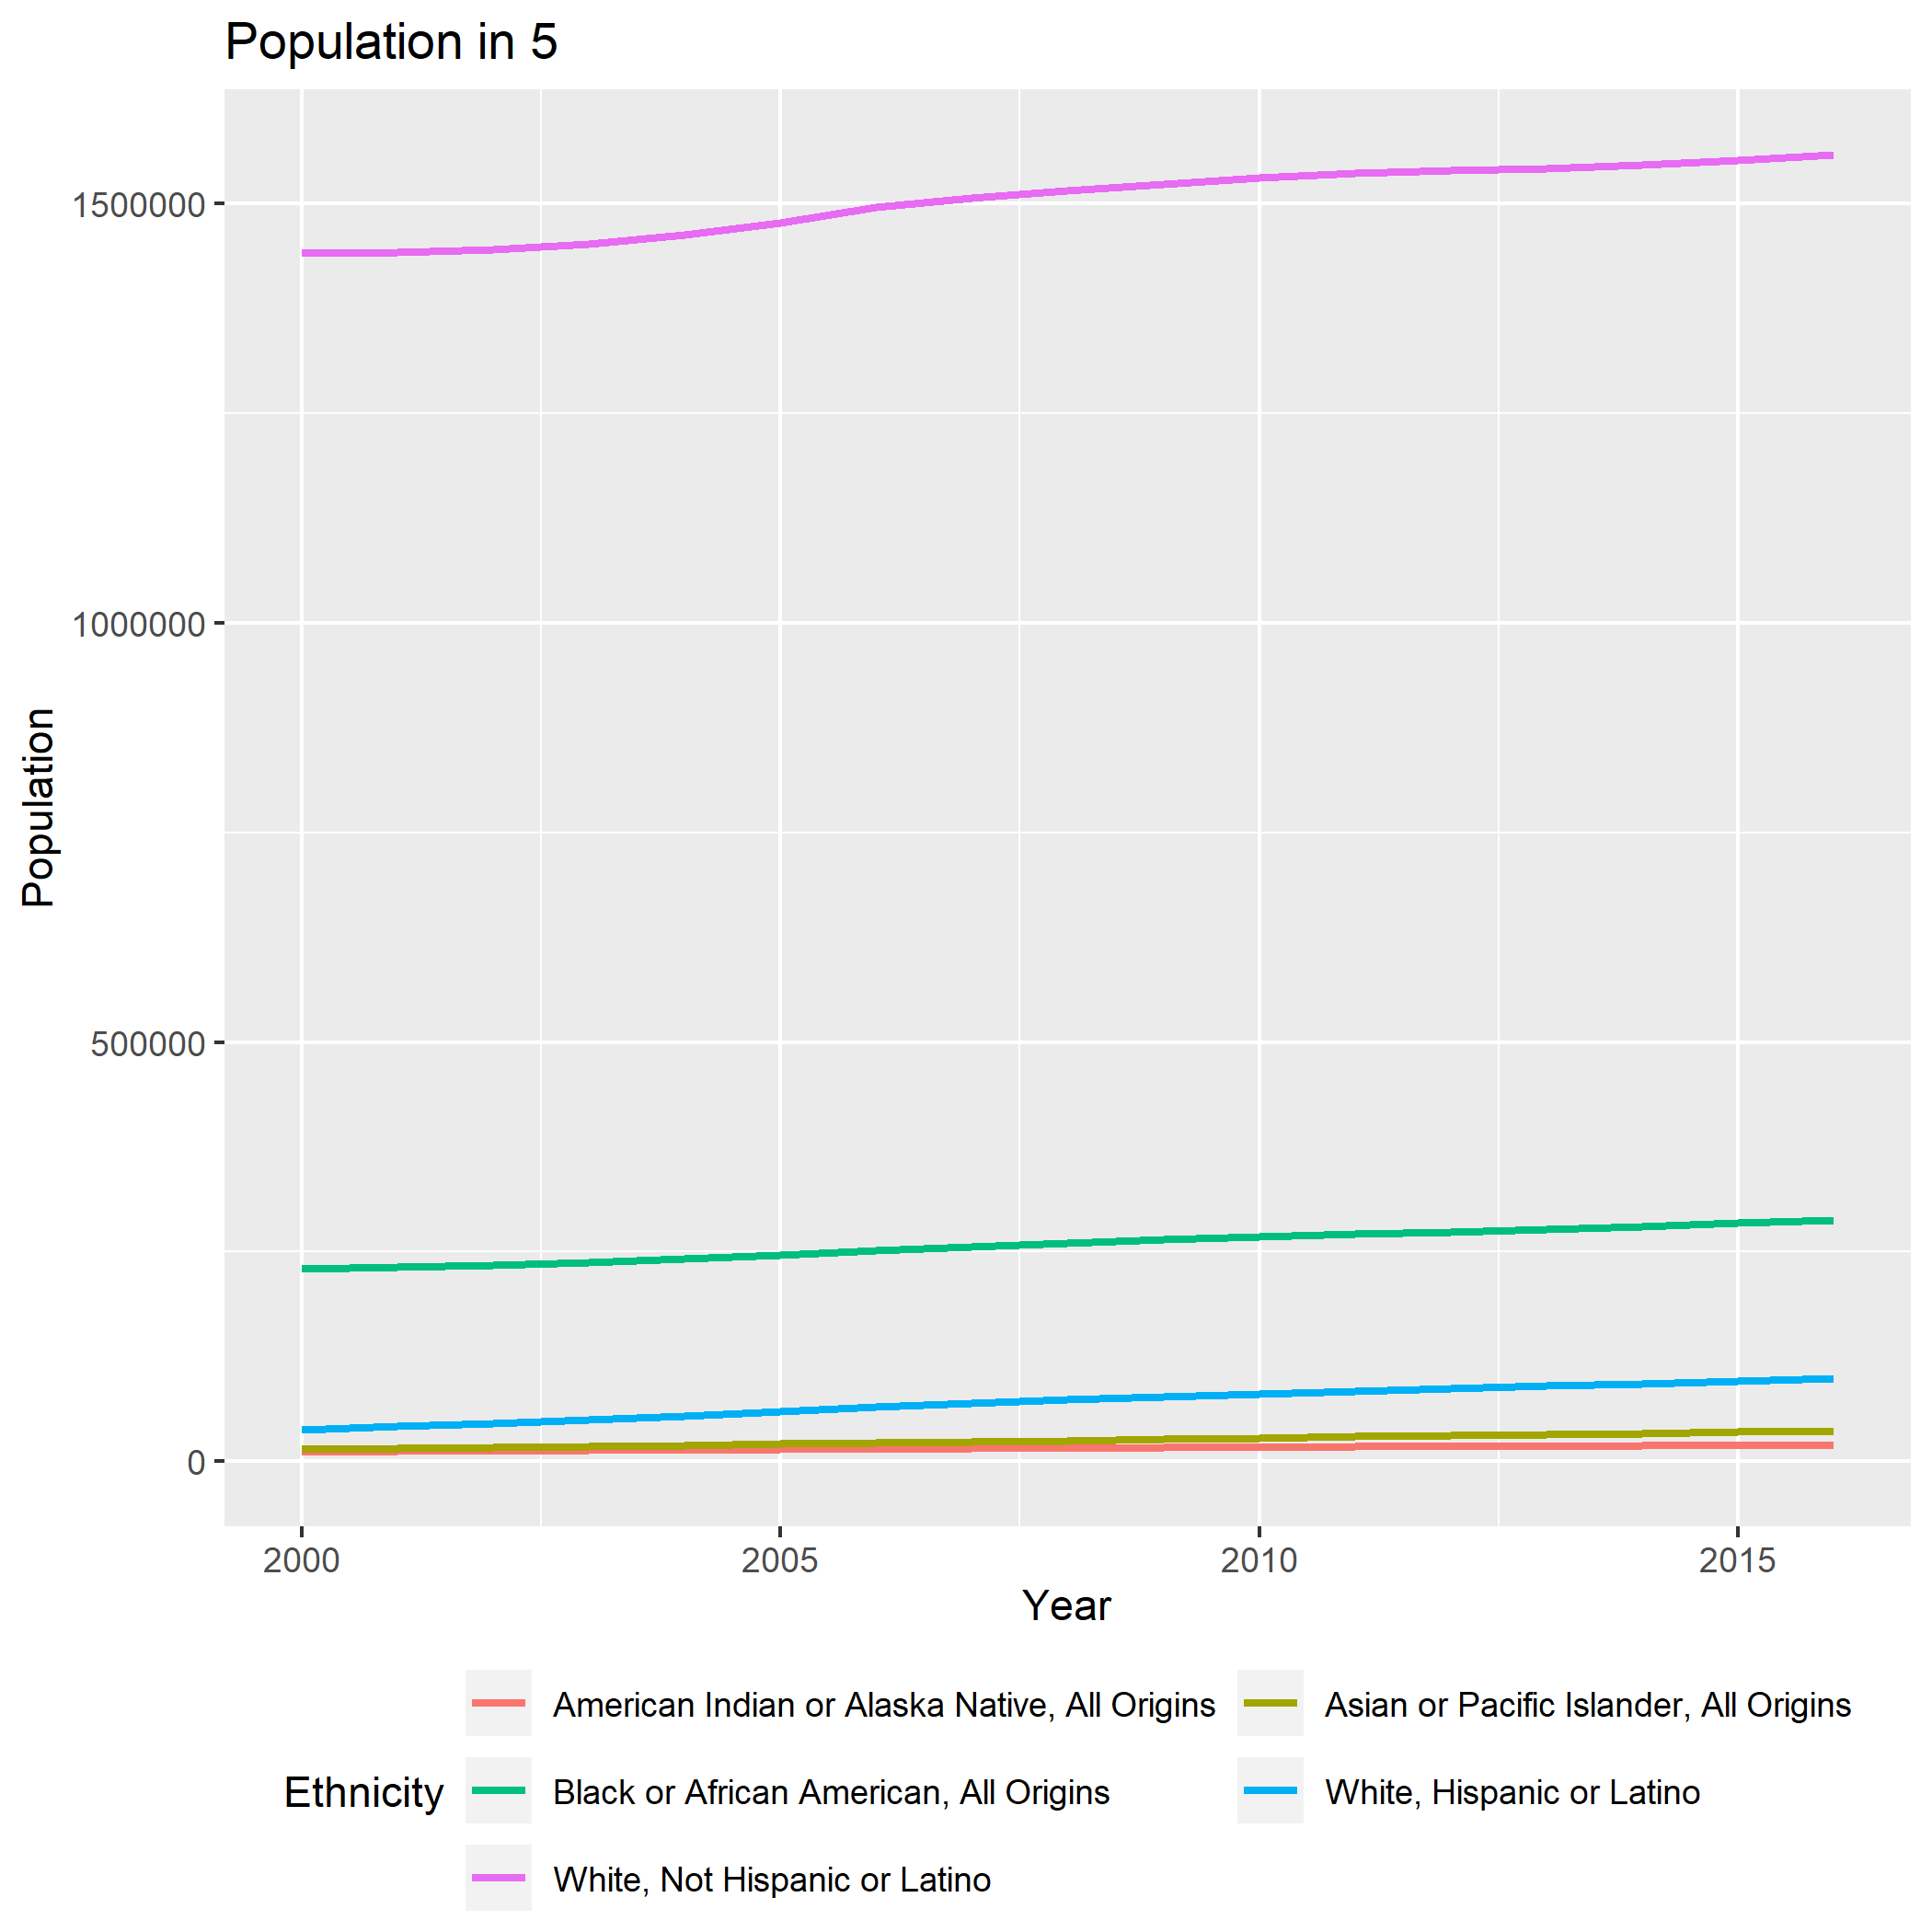 Population in 5
1500000
1000000
500000
0
Population
2000 2005 2010 2015
Year
Ethnicity
American Indian or Alaska Native, All Origins
Asian or Pacific Islander, All Origins
Black or African American, All Origins
White, Hispanic or Latino
White, Not Hispanic or Latino